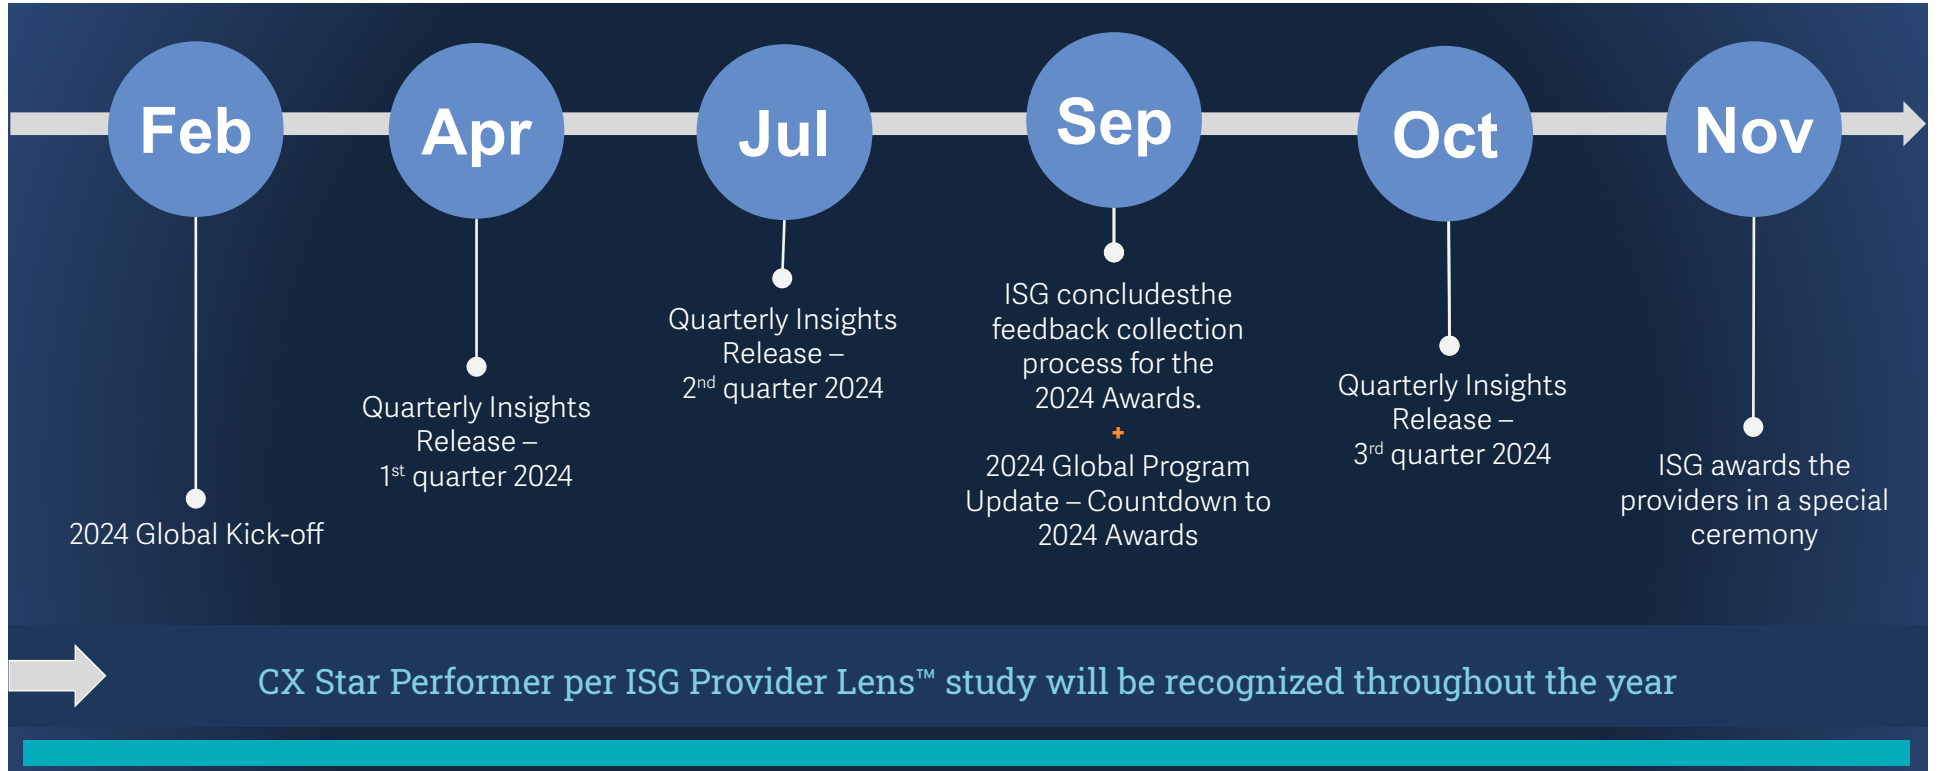 Feb
Apr
Jul
Sep
Oct
Nov
2024 Global Kick-off
Quarterly Insights
Release –
1st quarter 2024
Quarterly Insights
Release –
2nd quarter 2024
ISG concludesthe
feedback collection
process for the
2024 Awards.
+
2024 Global Program
Update – Countdown to
2024 Awards
Quarterly Insights
Release –
3rd quarter 2024
ISG awards the
providers in a special
ceremony
CX Star Performer per ISG Provider Lens™ study will be recognized throughout the year